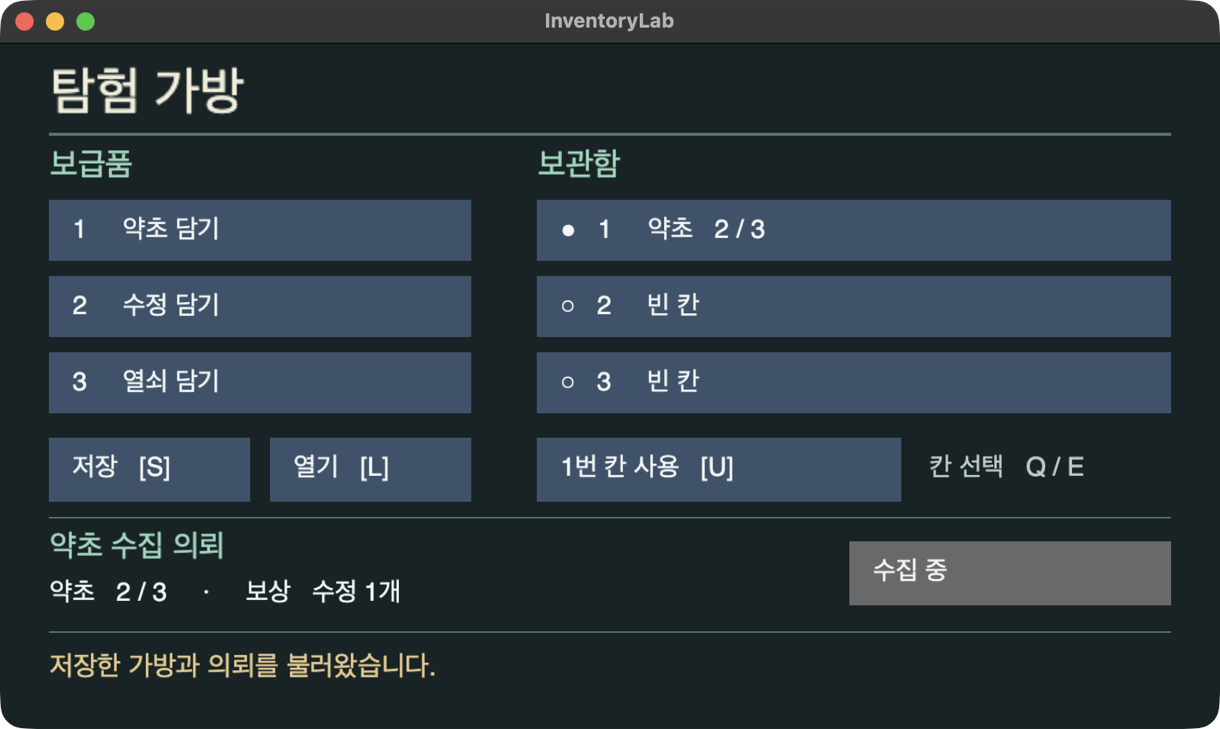 InventoryLab
탐험 가방
보급품
1 약초 담기
2 수정 담기
3 열쇠 담기
저장 [S]
열기 [L]
보관함
● 1 약초 2 / 3
○ 2 빈 칸
○ 3 빈 칸
1번 칸 사용 [U]
칸 선택 Q / E
약초 수집 의뢰
약초 2 / 3 · 보상 수정 1개
수집 중
저장한 가방과 의뢰를 불러왔습니다.